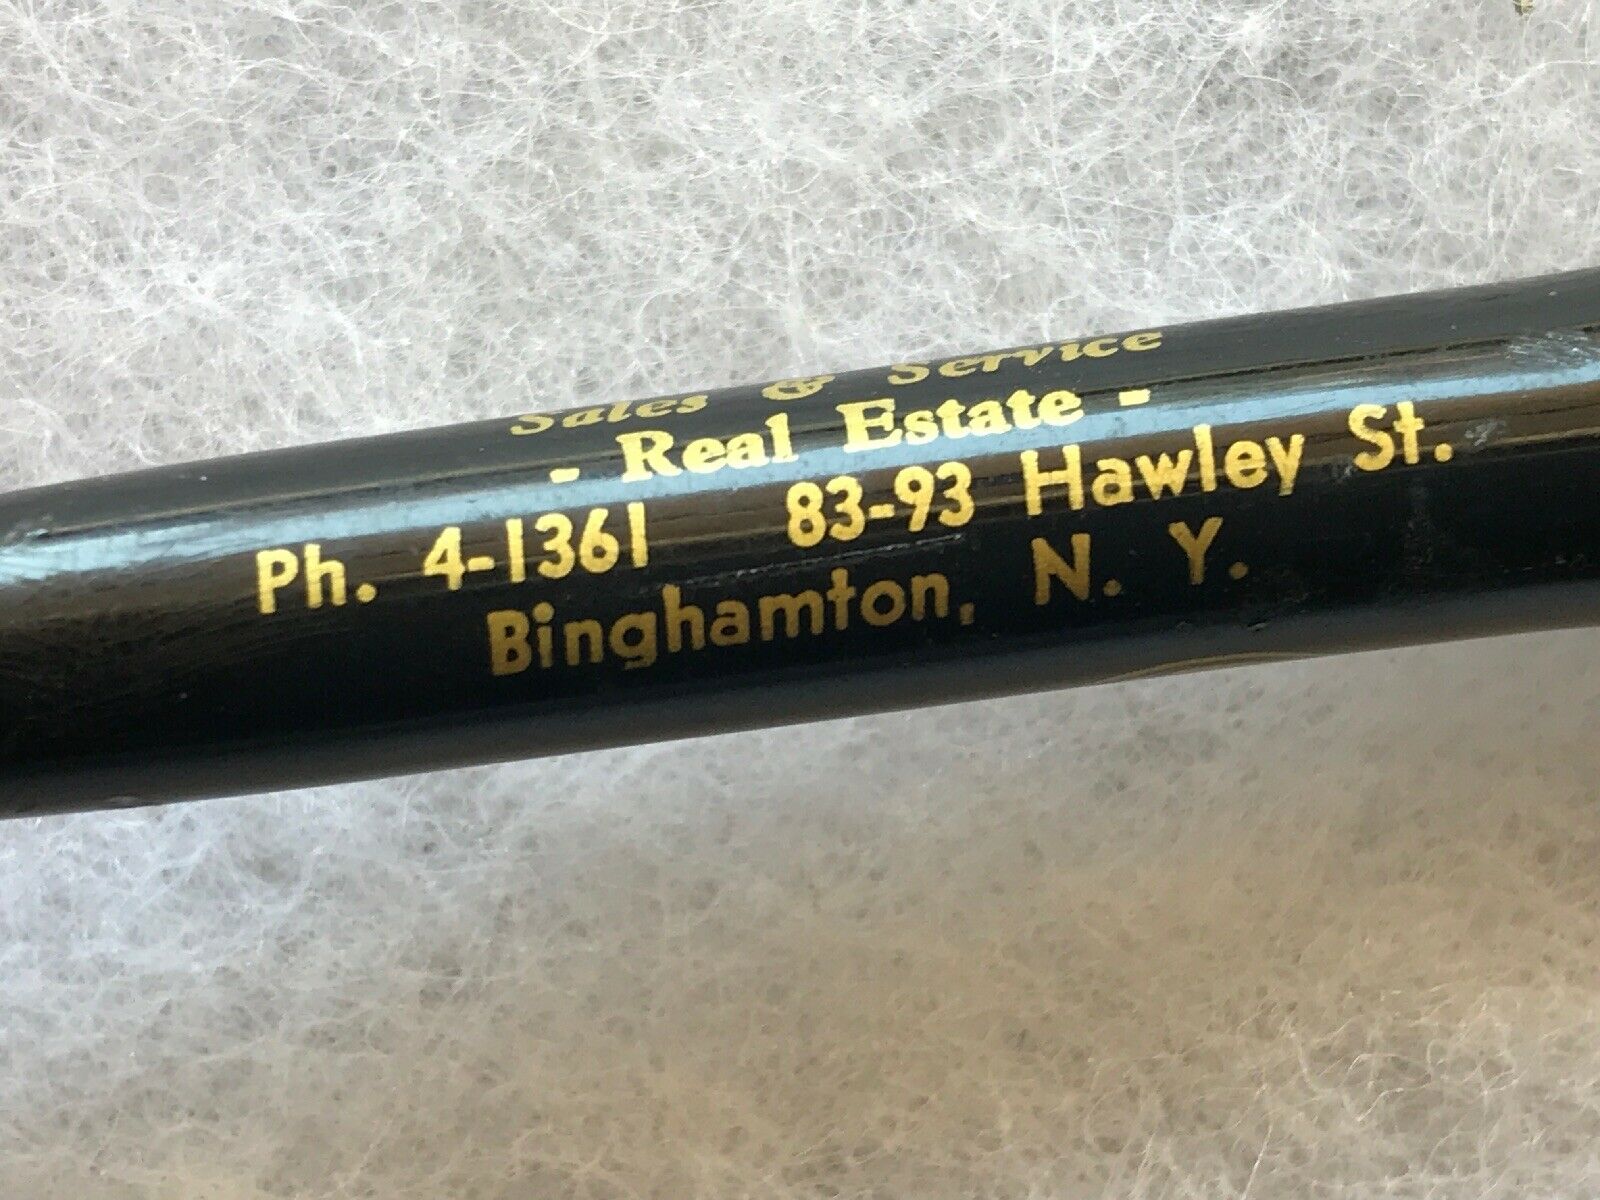 Sales & Service
- Real Estate -
Ph. 4-1361 83-93 Hawley St.
Binghamton, N. Y.